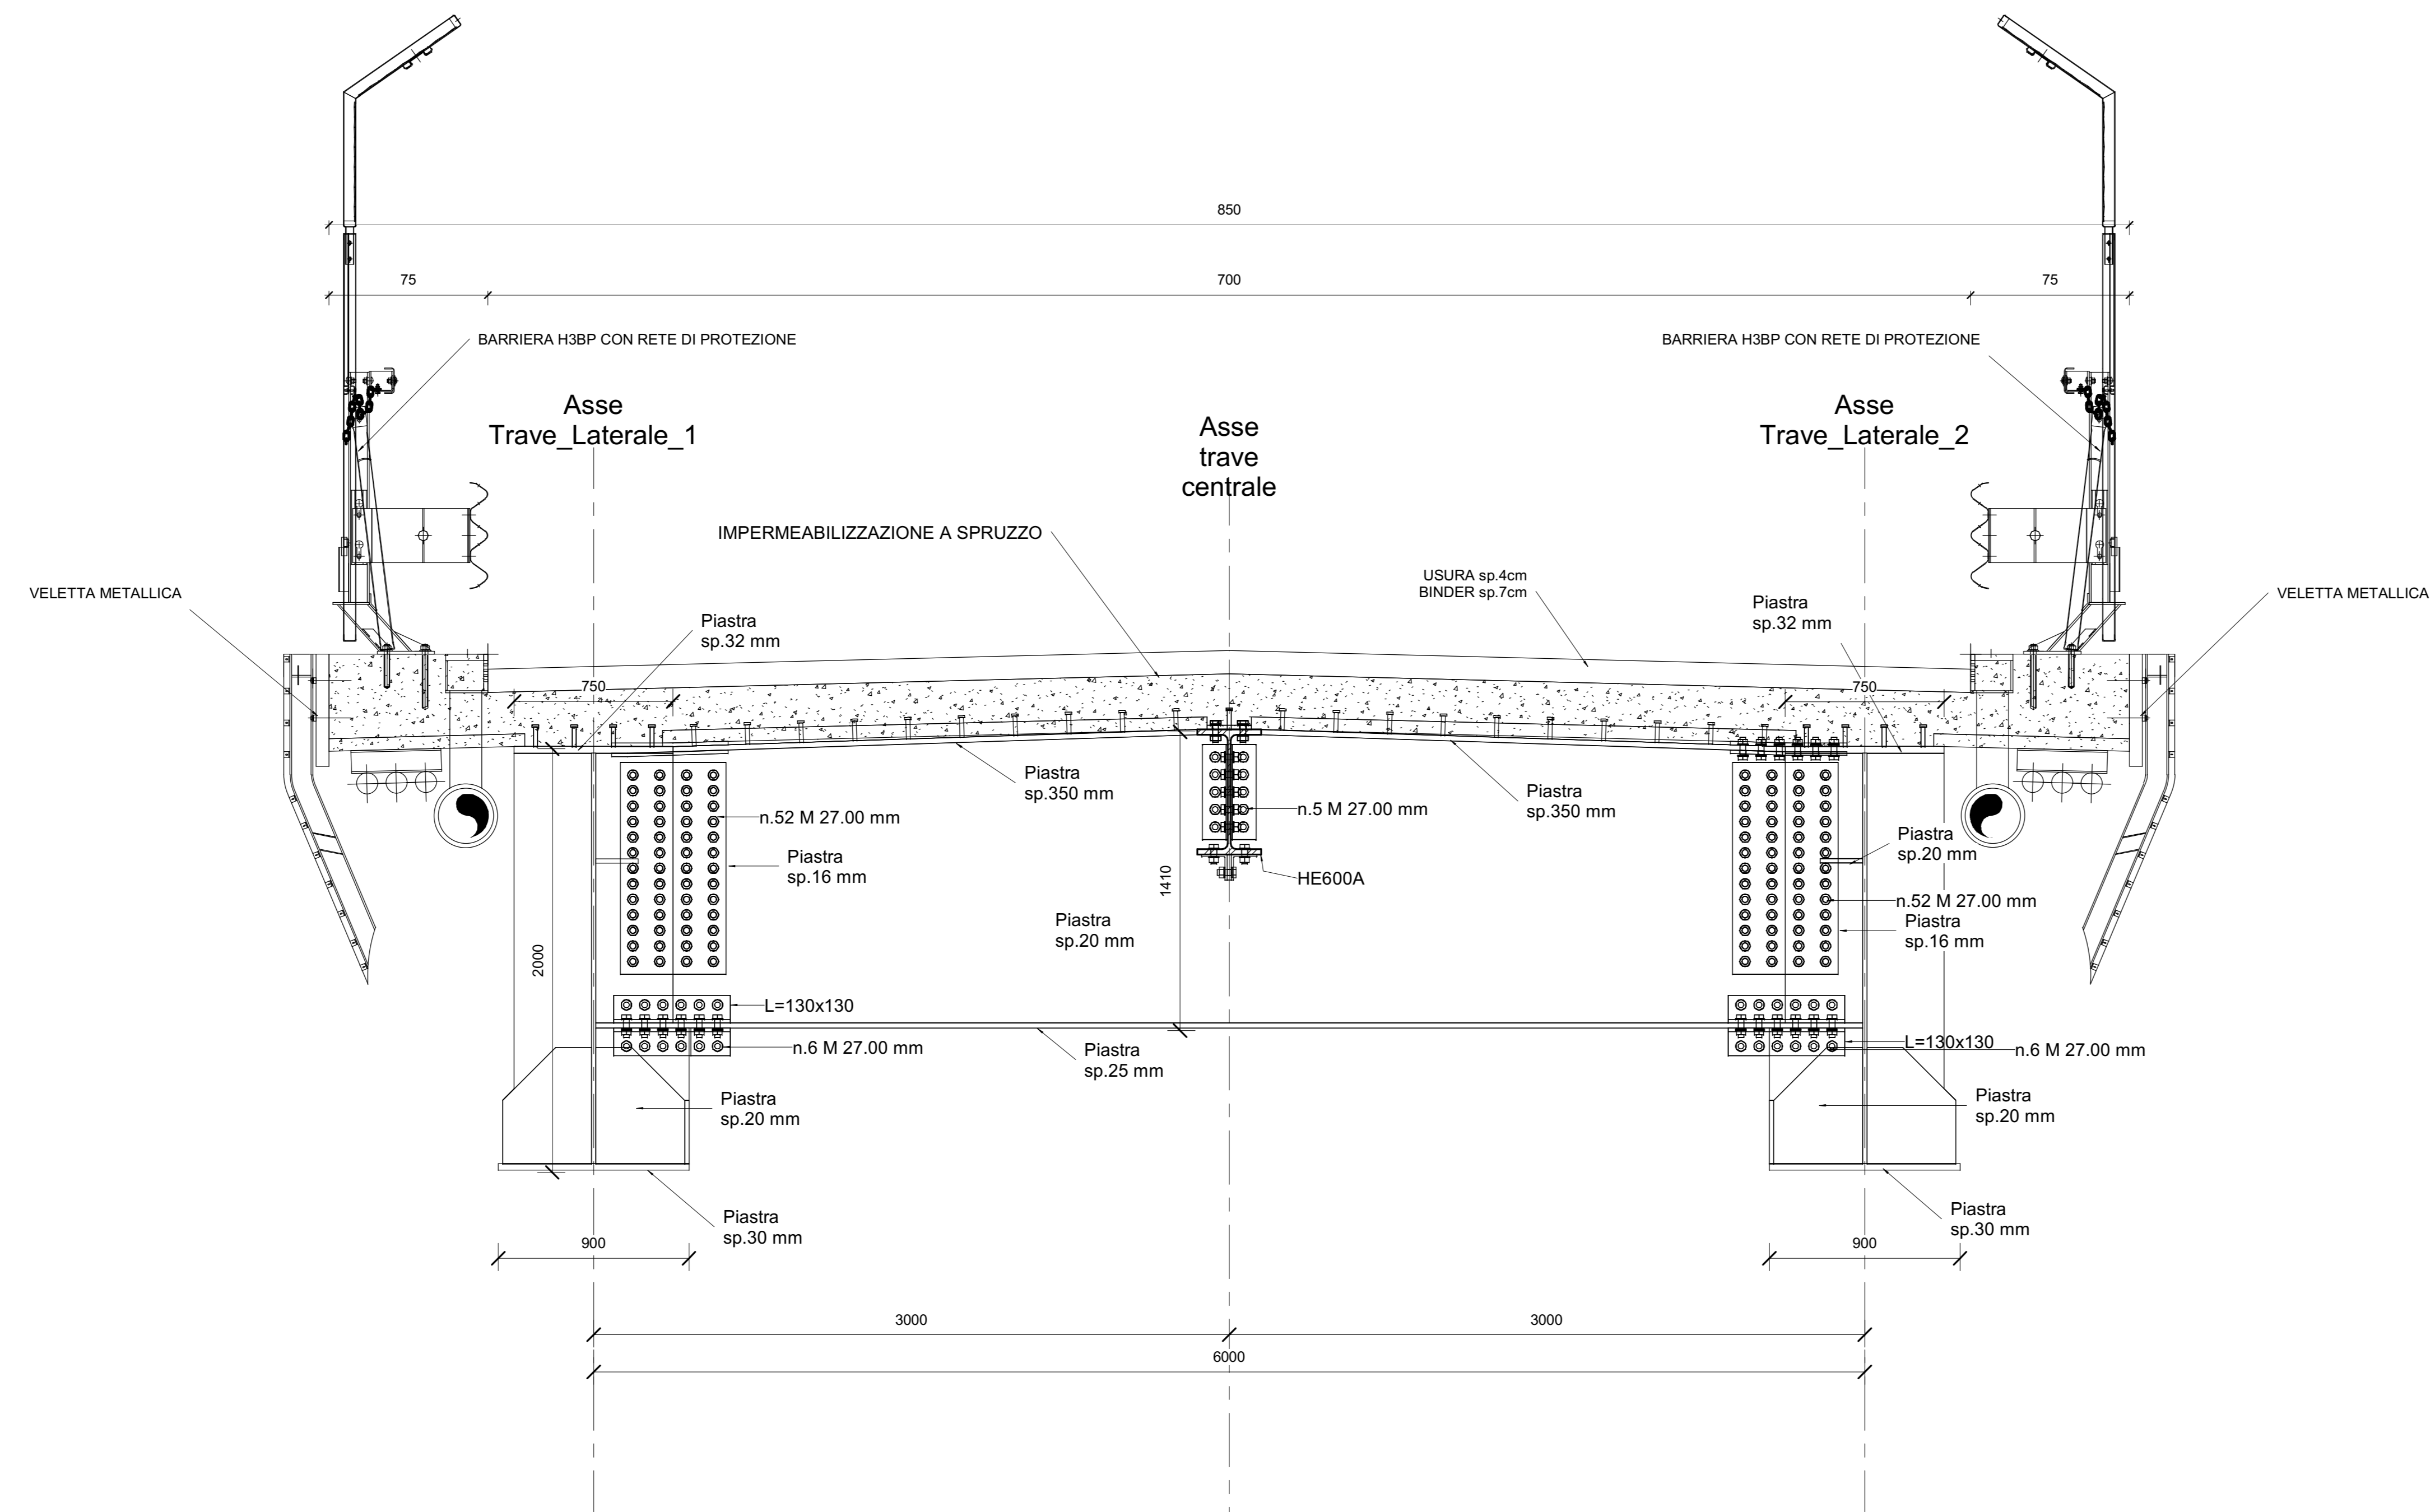 850
75
700
75
BARRIERA H3BP CON RETE DI PROTEZIONE
BARRIERA H3BP CON RETE DI PROTEZIONE
Asse
Trave_Laterale_1
Asse
trave
centrale
Asse
Trave_Laterale_2
IMPERMEABILIZZAZIONE A SPRUZZO
USURA sp.4cm
BINDER sp.7cm
VELETTA METALLICA
VELETTA METALLICA
Piastra
sp.32 mm
Piastra
sp.32 mm
750
750
Piastra
sp.350 mm
Piastra
sp.350 mm
n.52 M 27.00 mm
n.5 M 27.00 mm
Piastra
sp.16 mm
Piastra
sp.20 mm
HE600A
1410
n.52 M 27.00 mm
Piastra
sp.20 mm
Piastra
sp.16 mm
2000
L=130x130
L=130x130
n.6 M 27.00 mm
n.6 M 27.00 mm
Piastra
sp.25 mm
Piastra
sp.20 mm
Piastra
sp.20 mm
Piastra
sp.30 mm
Piastra
sp.30 mm
900
900
3000
3000
6000